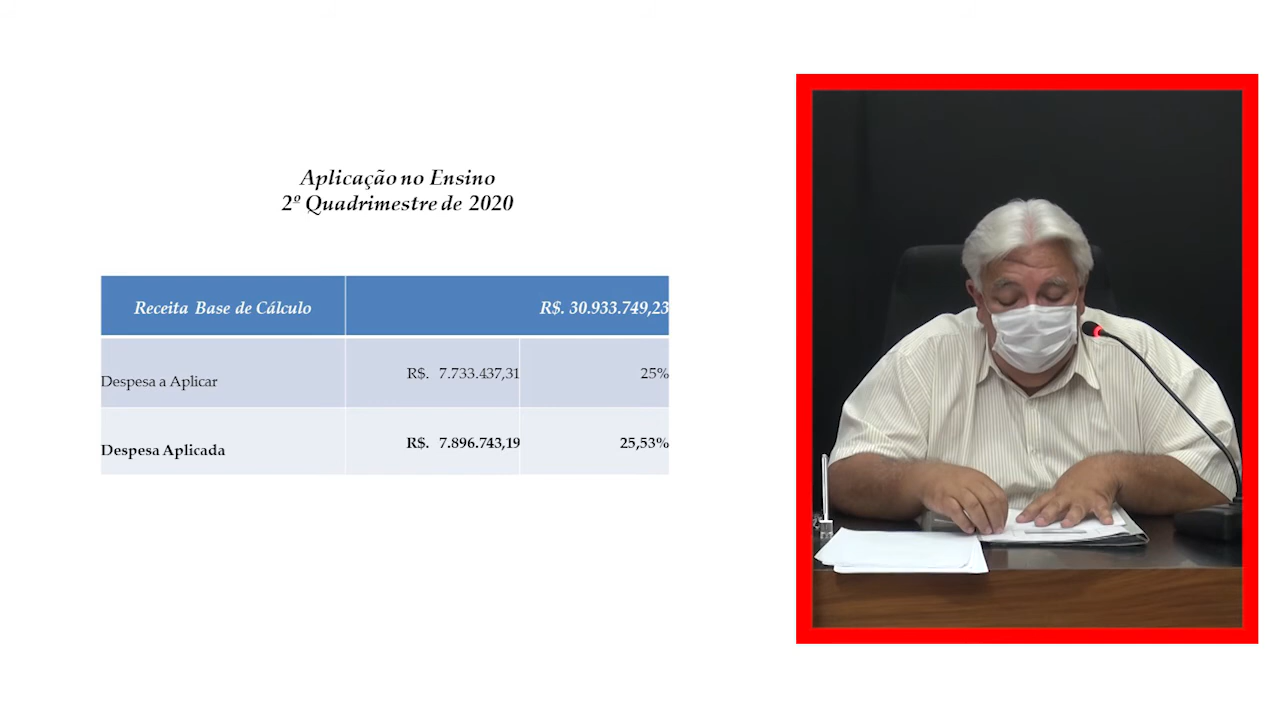 Aplicação no Ensino
2º Quadrimestre de 2020
Receita Base de Cálculo R$. 30.933.749,23
Despesa a Aplicar R$. 7.733.437,31 25%
Despesa Aplicada R$. 7.896.743,19 25,53%